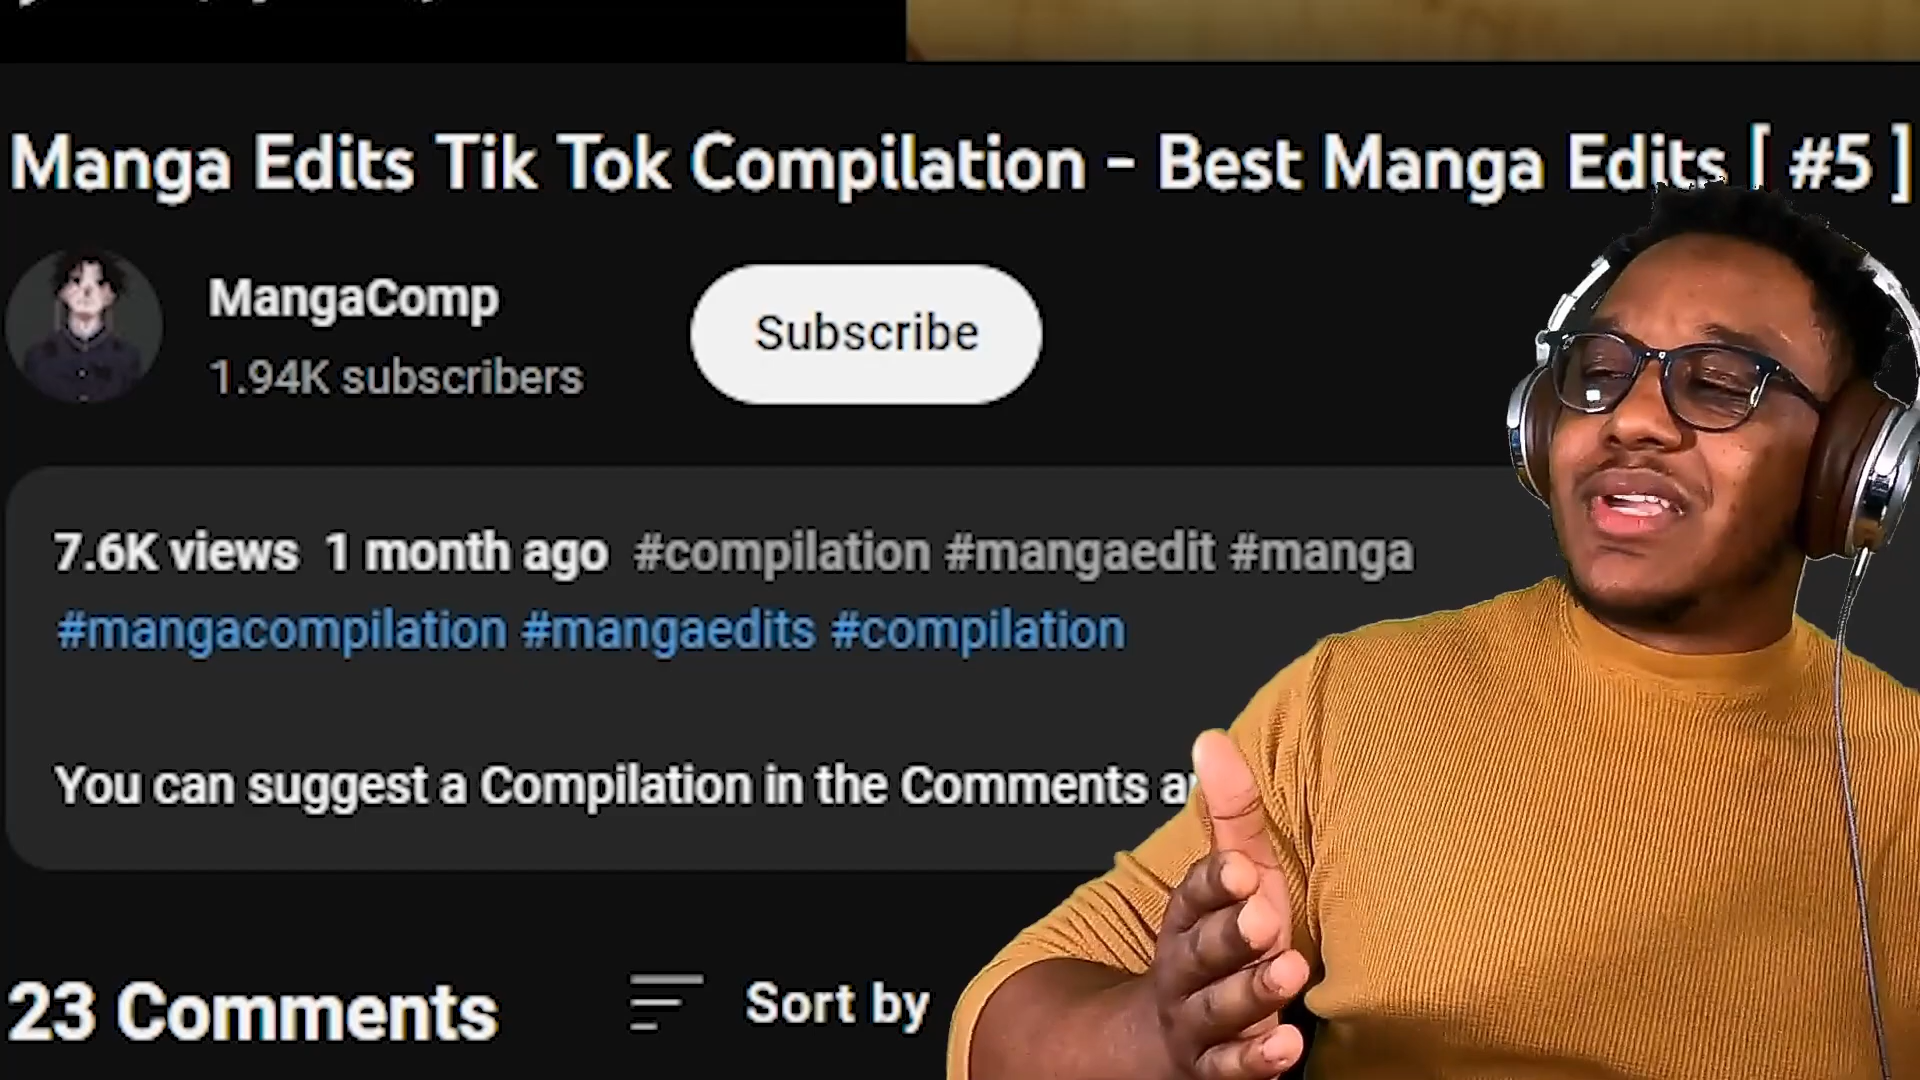 Manga Edits Tik Tok Compilation - Best Manga Edits [ #5 ]
MangaComp
Subscribe
1.94K subscribers
7.6K views 1 month ago #compilation #mangaedit #manga
#mangacompilation #mangaedits #compilation
You can suggest a Compilation in the Comments
23 Comments
Sort by